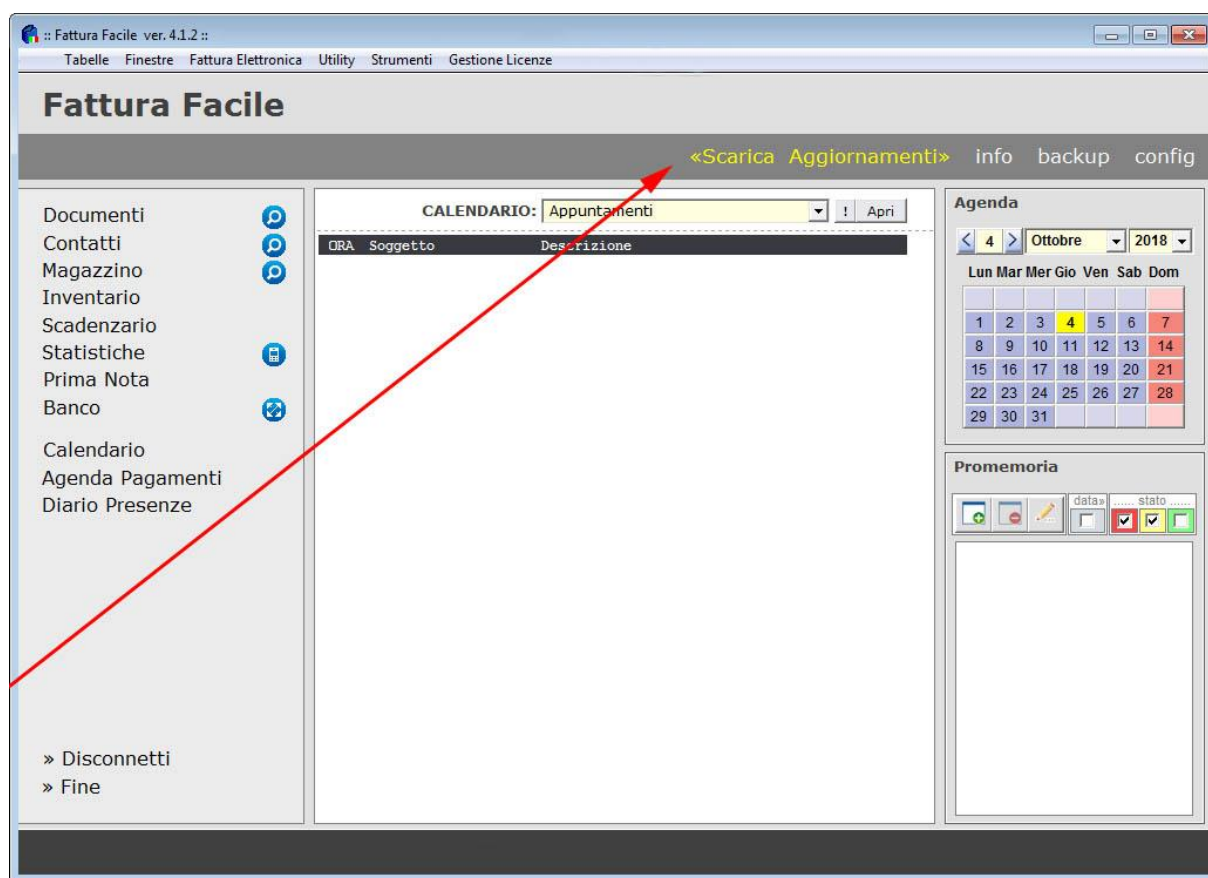 :: Fattura Facile ver. 4.1.2 ::
Tabelle Finestre Fattura Elettronica Utility Strumenti Gestione Licenze
Fattura Facile
«Scarica Aggiornamenti» info backup config
Documenti
Contatti
Magazzino
Inventario
Scadenzario
Statistiche
Prima Nota
Banco
Calendario
Agenda Pagamenti
Diario Presenze
» Disconnetti
» Fine
CALENDARIO: Appuntamenti ! Apri
ORA Soggetto Descrizione
Agenda
< 4 > Ottobre 2018
Lun Mar Mer Gio Ven Sab Dom
1 2 3 4 5 6 7
8 9 10 11 12 13 14
15 16 17 18 19 20 21
22 23 24 25 26 27 28
29 30 31
Promemoria
data» ...... stato ......